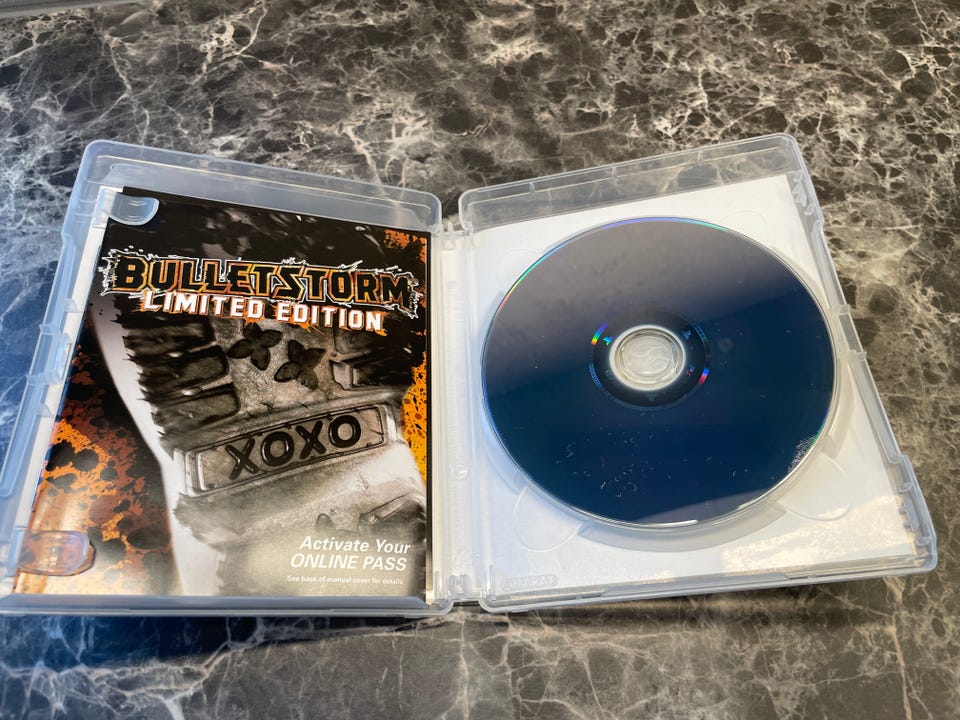 BULLETSTORM
LIMITED EDITION
XOXO
Activate Your
ONLINE PASS
See back of manual cover for details.